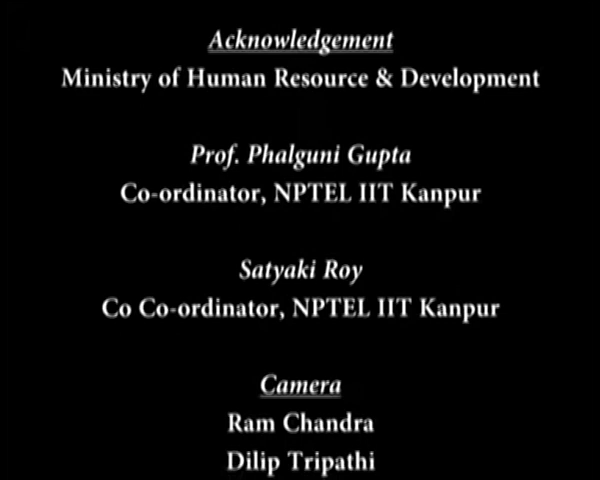 Acknowledgement
Ministry of Human Resource & Development
Prof. Phalguni Gupta
Co-ordinator, NPTEL IIT Kanpur
Satyaki Roy
Co Co-ordinator, NPTEL IIT Kanpur
Camera
Ram Chandra
Dilip Tripathi